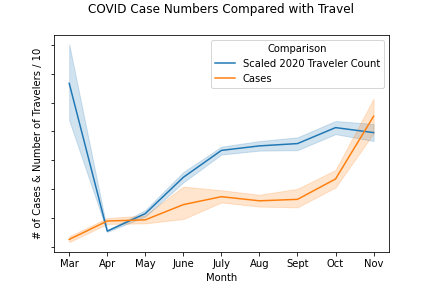 COVID Case Numbers Compared with Travel
Comparison
Scaled 2020 Traveler Count
Cases
# of Cases & Number of Travelers / 10
Mar Apr May June July Aug Sept Oct Nov
Month